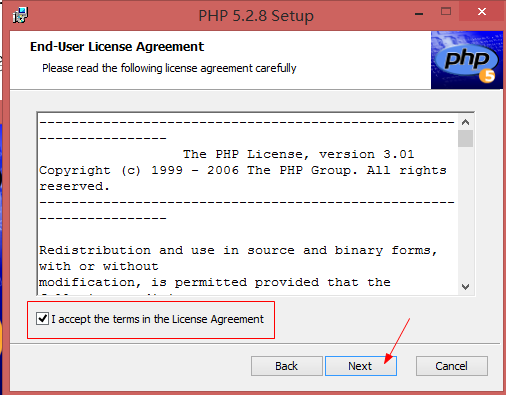 PHP 5.2.8 Setup
End-User License Agreement
Please read the following license agreement carefully
php
5
--------------------------------------------------------------------
The PHP License, version 3.01
Copyright (c) 1999 - 2006 The PHP Group. All rights
reserved.
--------------------------------------------------------------------
Redistribution and use in source and binary forms,
with or without
modification, is permitted provided that the
I accept the terms in the License Agreement
Back
Next
Cancel